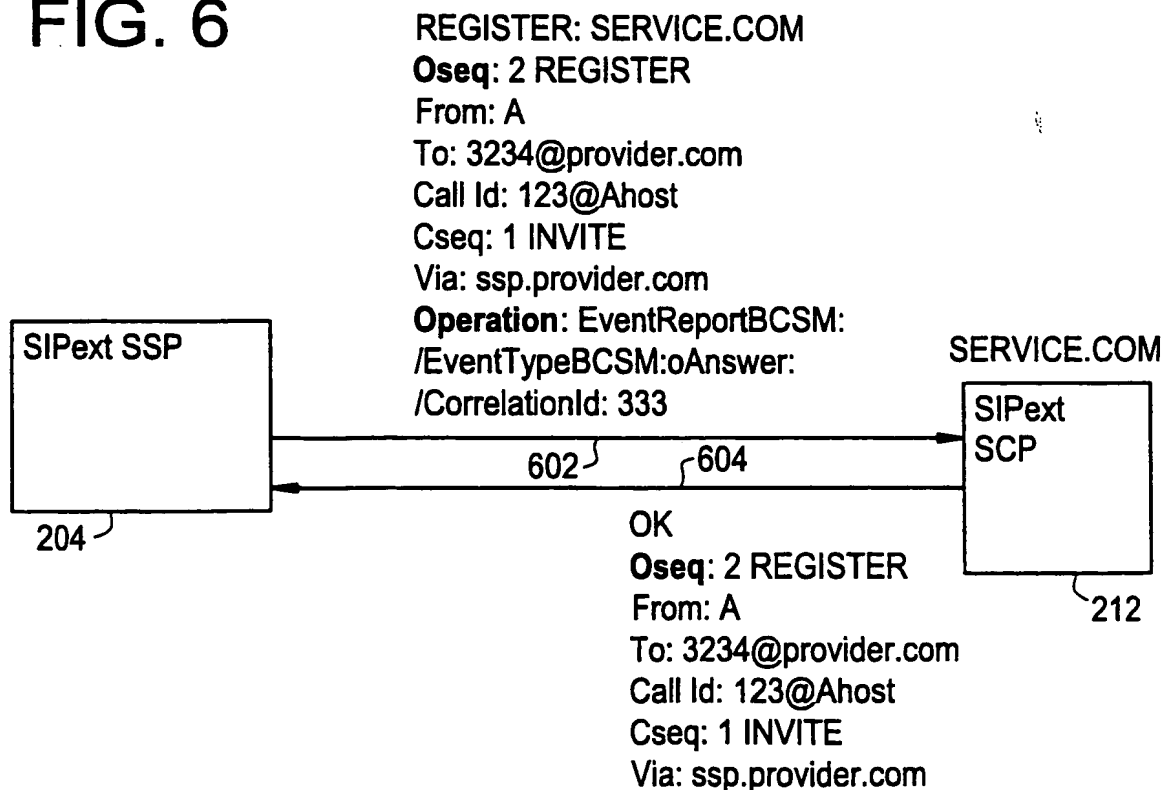 FIG. 6
REGISTER: SERVICE.COM
Oseq: 2 REGISTER
From: A
To: 3234@provider.com
Call Id: 123@Ahost
Cseq: 1 INVITE
Via: ssp.provider.com
Operation: EventReportBCSM:
/EventTypeBCSM:oAnswer:
/CorrelationId: 333
SIPext SSP
204
602
604
SERVICE.COM
SIPext
SCP
212
OK
Oseq: 2 REGISTER
From: A
To: 3234@provider.com
Call Id: 123@Ahost
Cseq: 1 INVITE
Via: ssp.provider.com